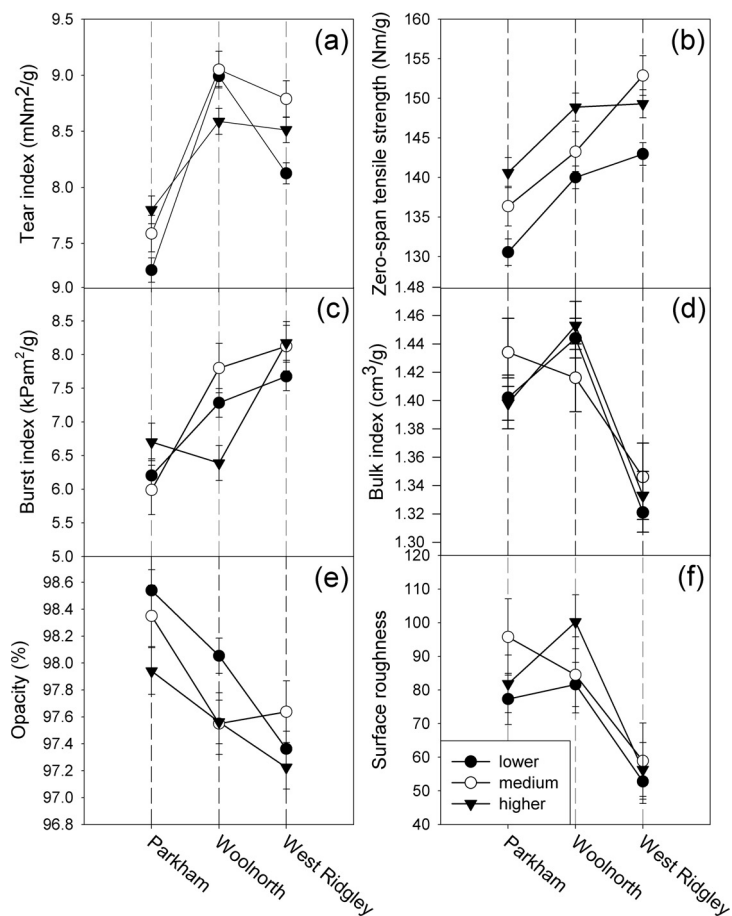 (a)
Tear index (mNm2/g)
9.5
9.0
8.5
8.0
7.5
9.0
(b)
Zero-span tensile strength (Nm/g)
160
155
150
145
140
135
130
1.48
(c)
Burst index (kPam2/g)
8.5
8.0
7.5
7.0
6.5
6.0
5.5
5.0
(d)
Bulk index (cm3/g)
1.46
1.44
1.42
1.40
1.38
1.36
1.34
1.32
1.30
120
(e)
Opacity (%)
98.6
98.4
98.2
98.0
97.8
97.6
97.4
97.2
97.0
96.8
Parkham
Woolnorth
West Ridgley
(f)
Surface roughness
110
100
90
80
70
60
50
40
lower
medium
higher
Parkham
Woolnorth
West Ridgley